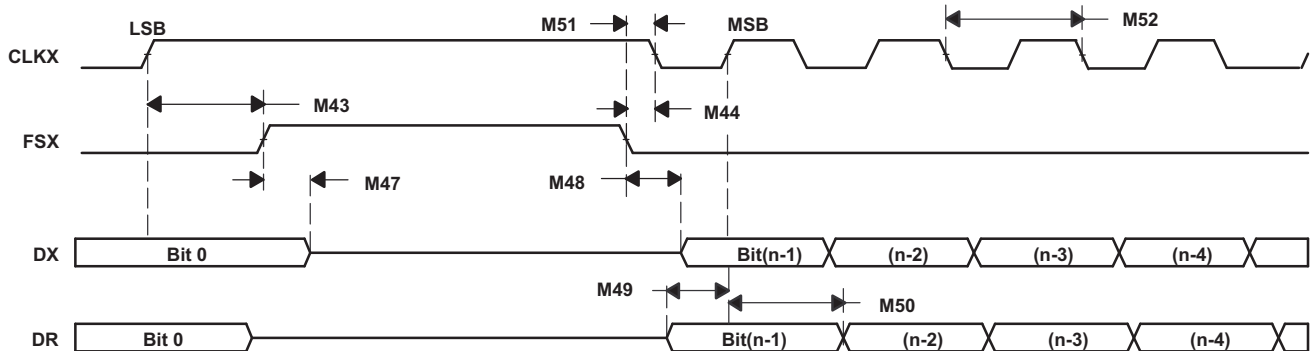 LSB M51 MSB M52
CLKX
M43 M44
FSX
M47 M48
DX Bit 0 Bit(n-1) (n-2) (n-3) (n-4)
M49 M50
DR Bit 0 Bit(n-1) (n-2) (n-3) (n-4)